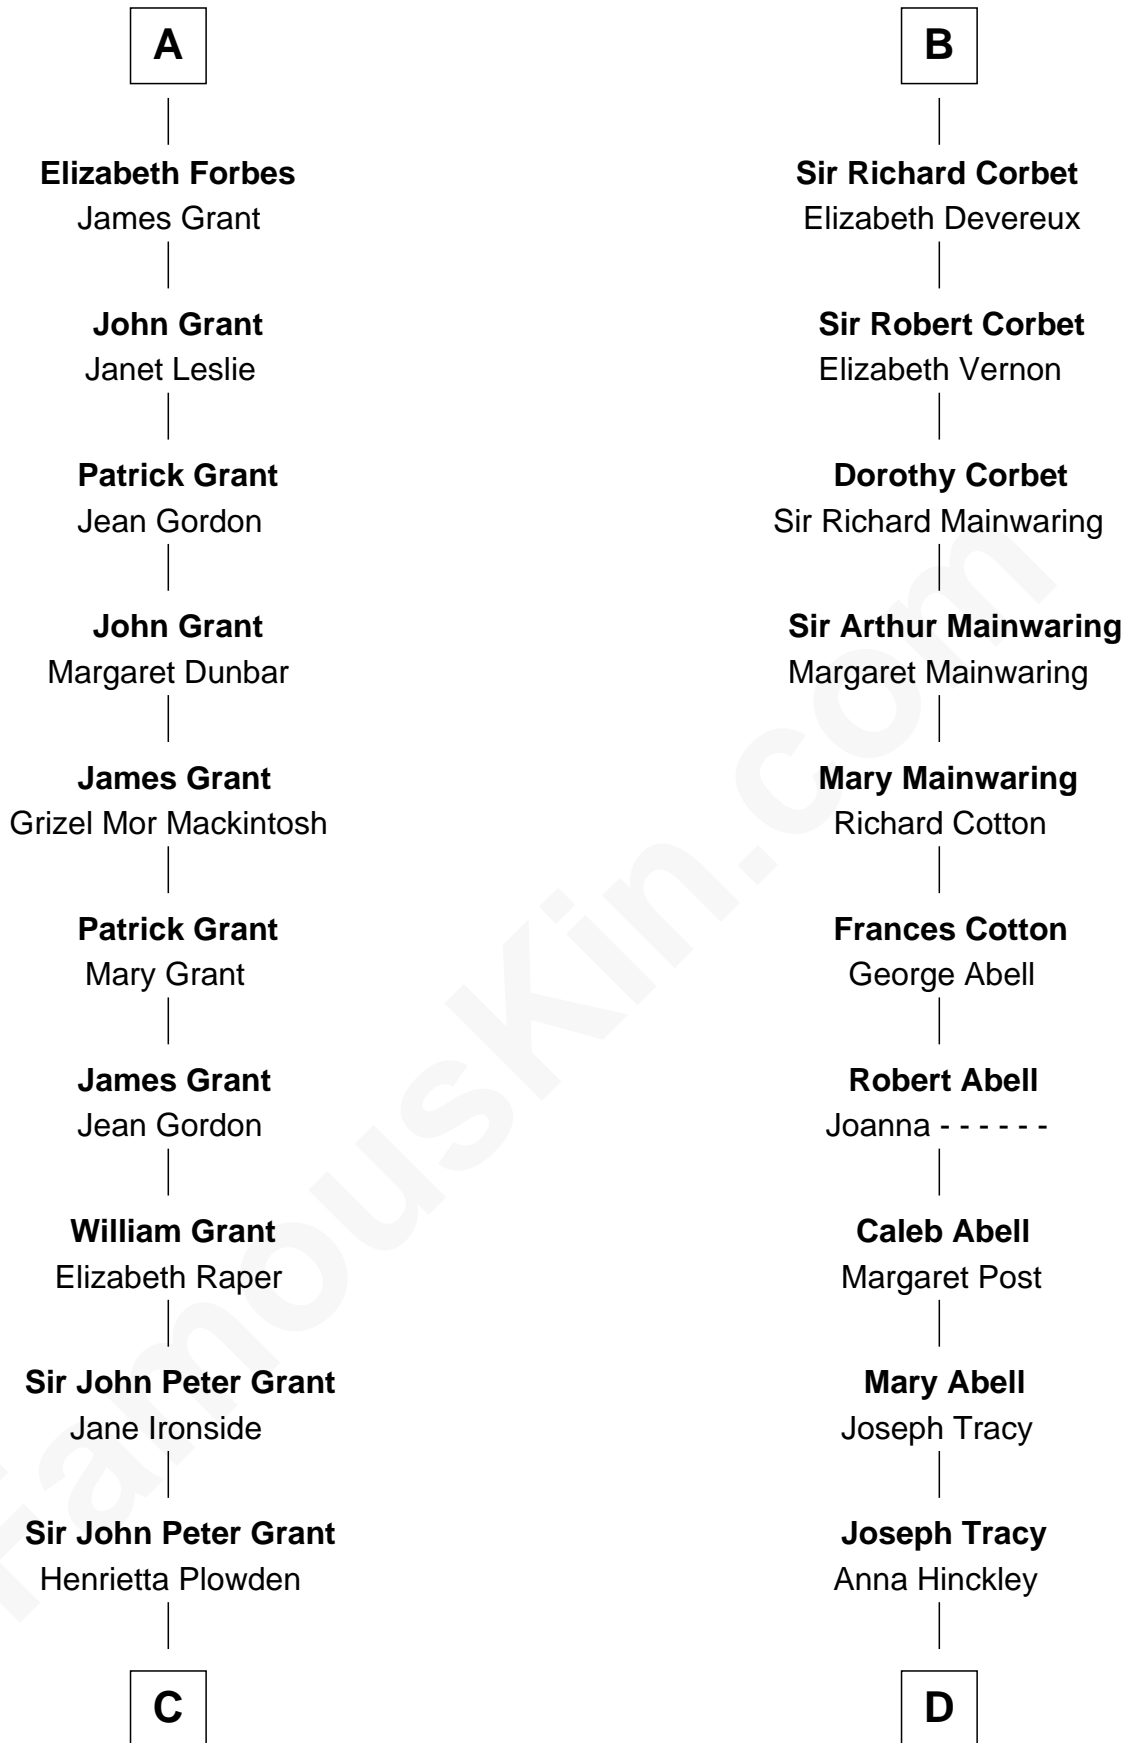 A
Elizabeth Forbes
James Grant
John Grant
Janet Leslie
Patrick Grant
Jean Gordon
John Grant
Margaret Dunbar
James Grant
Grizel Mor Mackintosh
Patrick Grant
Mary Grant
James Grant
Jean Gordon
William Grant
Elizabeth Raper
Sir John Peter Grant
Jane Ironside
Sir John Peter Grant
Henrietta Plowden
C
B
Sir Richard Corbet
Elizabeth Devereux
Sir Robert Corbet
Elizabeth Vernon
Dorothy Corbet
Sir Richard Mainwaring
Sir Arthur Mainwaring
Margaret Mainwaring
Mary Mainwaring
Richard Cotton
Frances Cotton
George Abell
Robert Abell
Joanna - - - - - -
Caleb Abell
Margaret Post
Mary Abell
Joseph Tracy
Joseph Tracy
Anna Hinckley
D
FamousKin.com